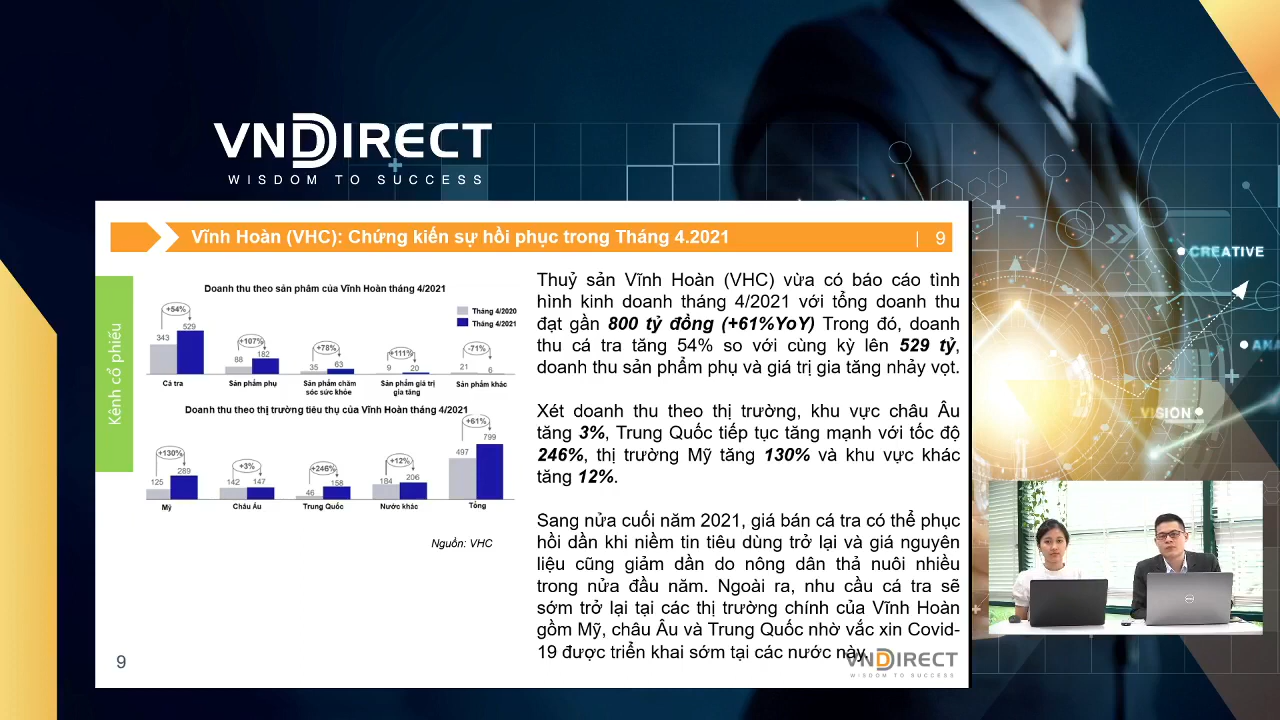 VNDIRECT
WISDOM TO SUCCESS
Vĩnh Hoàn (VHC): Chứng kiến sự hồi phục trong Tháng 4.2021 | 9
Kênh cổ phiếu
Doanh thu theo sản phẩm của Vĩnh Hoàn tháng 4/2021
Tháng 4/2020
Tháng 4/2021
+54% +107% +78% +111% -71%
343 529 88 182 35 63 9 20 21 6
Cá tra Sản phẩm phụ Sản phẩm chăm sóc sức khỏe Sản phẩm giá trị gia tăng Sản phẩm khác
Doanh thu theo thị trường tiêu thụ của Vĩnh Hoàn tháng 4/2021
+130% +3% +246% +12% +61%
125 289 142 147 46 158 184 206 497 799
Mỹ Châu Âu Trung Quốc Nước khác Tổng
Nguồn: VHC
Thuỷ sản Vĩnh Hoàn (VHC) vừa có báo cáo tình
hình kinh doanh tháng 4/2021 với tổng doanh thu
đạt gần 800 tỷ đồng (+61%YoY) Trong đó, doanh
thu cá tra tăng 54% so với cùng kỳ lên 529 tỷ,
doanh thu sản phẩm phụ và giá trị gia tăng nhảy vọt.
Xét doanh thu theo thị trường, khu vực châu Âu
tăng 3%, Trung Quốc tiếp tục tăng mạnh với tốc độ
246%, thị trường Mỹ tăng 130% và khu vực khác
tăng 12%.
Sang nửa cuối năm 2021, giá bán cá tra có thể phục
hồi dần khi niềm tin tiêu dùng trở lại và giá nguyên
liệu cũng giảm dần do nông dân thả nuôi nhiều
trong nửa đầu năm. Ngoài ra, nhu cầu cá tra sẽ
sớm trở lại tại các thị trường chính của Vĩnh Hoàn
gồm Mỹ, châu Âu và Trung Quốc nhờ vắc xin Covid-
19 được triển khai sớm tại các nước này.
VNDIRECT
WISDOM TO SUCCESS
9
CREATIVE
ANA
VISION
DELL